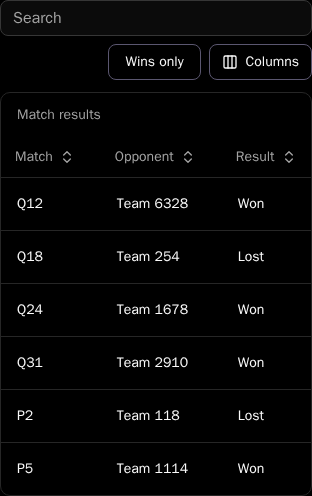 Search
Wins only Columns
Match results
Match Opponent Result
Q12 Team 6328 Won
Q18 Team 254 Lost
Q24 Team 1678 Won
Q31 Team 2910 Won
P2 Team 118 Lost
P5 Team 1114 Won